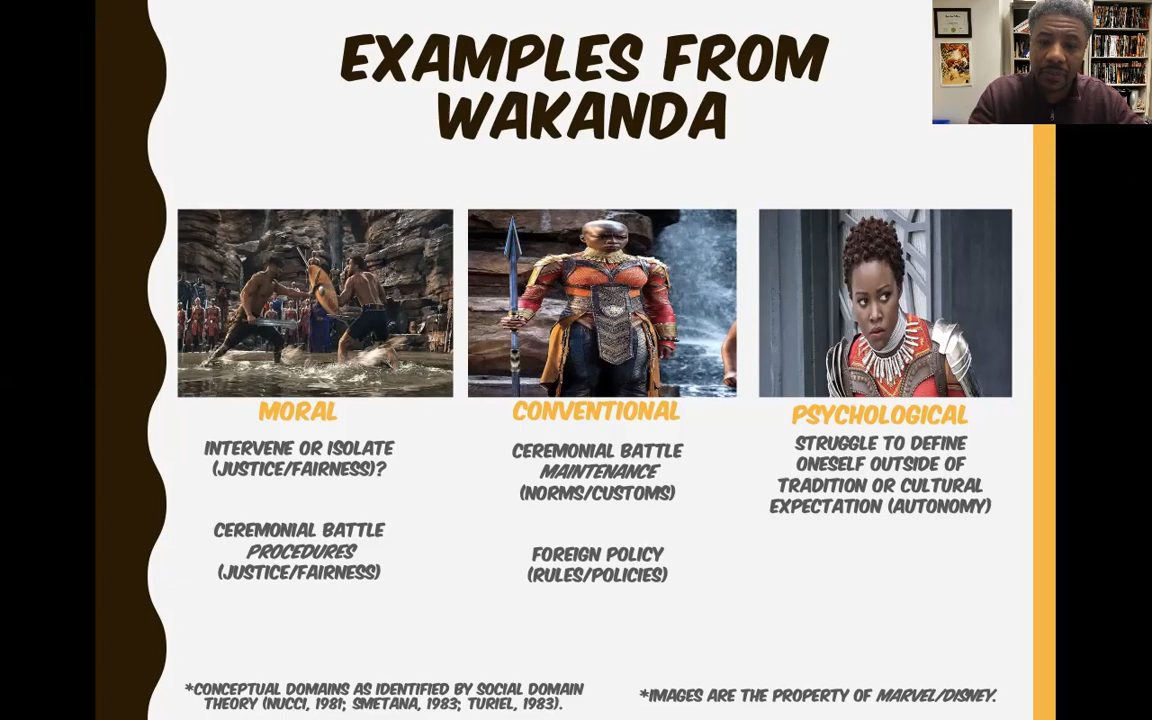 EXAMPLES FROM
WAKANDA
MORAL
INTERVENE OR ISOLATE
(JUSTICE/FAIRNESS)?
CEREMONIAL BATTLE
PROCEDURES
(JUSTICE/FAIRNESS)
CONVENTIONAL
CEREMONIAL BATTLE
MAINTENANCE
(NORMS/CUSTOMS)
FOREIGN POLICY
(RULES/POLICIES)
PSYCHOLOGICAL
STRUGGLE TO DEFINE
ONESELF OUTSIDE OF
TRADITION OR CULTURAL
EXPECTATION (AUTONOMY)
*CONCEPTUAL DOMAINS AS IDENTIFIED BY SOCIAL DOMAIN
THEORY (NUCCI, 1981; SMETANA, 1983; TURIEL, 1983).
*IMAGES ARE THE PROPERTY OF MARVEL/DISNEY.